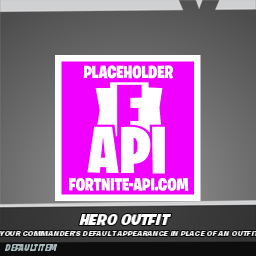 PLACEHOLDER
F
API
FORTNITE-API.COM
HERO OUTFIT
YOUR COMMANDER'S DEFAULT APPEARANCE IN PLACE OF AN OUTFIT
DEFAULTITEM